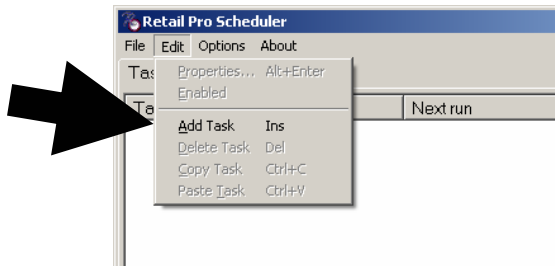 Retail Pro Scheduler
File Edit Options About
Tas
Properties... Alt+Enter
Enabled
Ta Next run
Add Task Ins
Delete Task Del
Copy Task Ctrl+C
Paste Task Ctrl+V